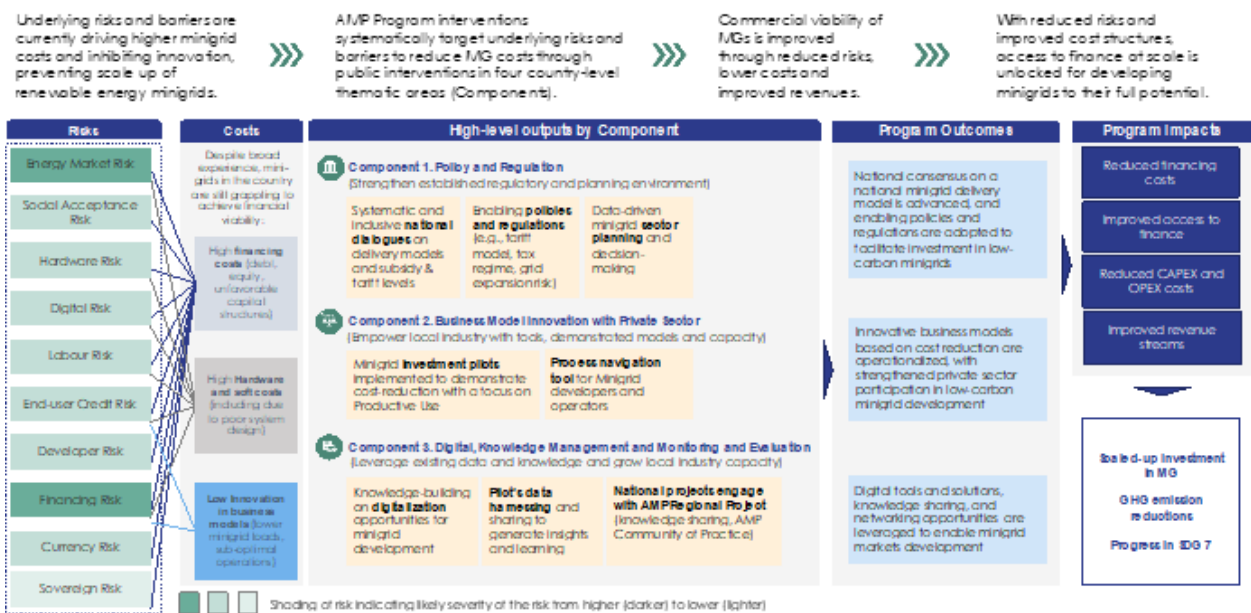 Underlying risks and barriers are
currently driving higher minigrid
costs and inhibiting innovation,
preventing scale up of
renewable energy minigrids.
AMP Program interventions
systematically target underlying risks and
barriers to reduce MG costs through
public interventions in four country-level
thematic areas (Components).
Commercial viability of
MGs is improved
through reduced risks,
lower costs and
improved revenues.
With reduced risks and
improved cost structures,
access to finance at scale is
unlocked for developing
minigrids to their full potential.
Risks
Energy Market Risk
Social Acceptance
Risk
Hardware Risk
Digital Risk
Labour Risk
End-user Credit Risk
Developer Risk
Financing Risk
Currency Risk
Sovereign Risk
Costs
Despite broad
experience, mini-
grids in the country
are still grappling to
achieve financial
viability:
High financing
costs (debt,
equity,
unfavorable
capital
structures)
High Hardware
and soft costs
(including due
to poor system
design)
Low Innovation
in business
models (lower
minigrid loads,
sub-optimal
operations)
High-level outputs by Component
Component 1. Policy and Regulation
(Strengthen established regulatory and planning environment)
Systematic and
inclusive national
dialogues on
delivery models
and subsidy &
tariff levels
Enabling policies
and regulations
(e.g., tariff
model, tax
regime, grid
expansion risk)
Data-driven
minigrid sector
planning and
decision-
making
Component 2. Business Model Innovation with Private Sector
(Empower local industry with tools, demonstrated models and capacity)
Minigrid investment pilots
implemented to demonstrate
cost-reduction with a focus on
Productive Use
Process navigation
tool for Minigrid
developers and
operators
Component 3. Digital, Knowledge Management and Monitoring and Evaluation
(Leverage existing data and knowledge and grow local industry capacity)
Knowledge-building
on digitalization
opportunities for
minigrid
development
Pilot's data
harnessing and
sharing to
generate insights
and learning
National projects engage
with AMP Regional Project
(knowledge sharing, AMP
Community of Practice)
Program Outcomes
National consensus on a
national minigrid delivery
model is advanced, and
enabling policies and
regulations are adopted to
facilitate investment in low-
carbon minigrids
Innovative business models
based on cost reduction are
operationalized, with
strengthened private sector
participation in low-carbon
minigrid development
Digital tools and solutions,
knowledge sharing, and
networking opportunities are
leveraged to enable minigrid
markets development
Program Impacts
Reduced financing
costs
Improved access to
finance
Reduced CAPEX and
OPEX costs
Improved revenue
streams
Scaled-up investment
in MG
GHG emission
reductions
Progress in SDG 7
Shading of risk indicating likely severity of the risk from higher (darker) to lower (lighter)